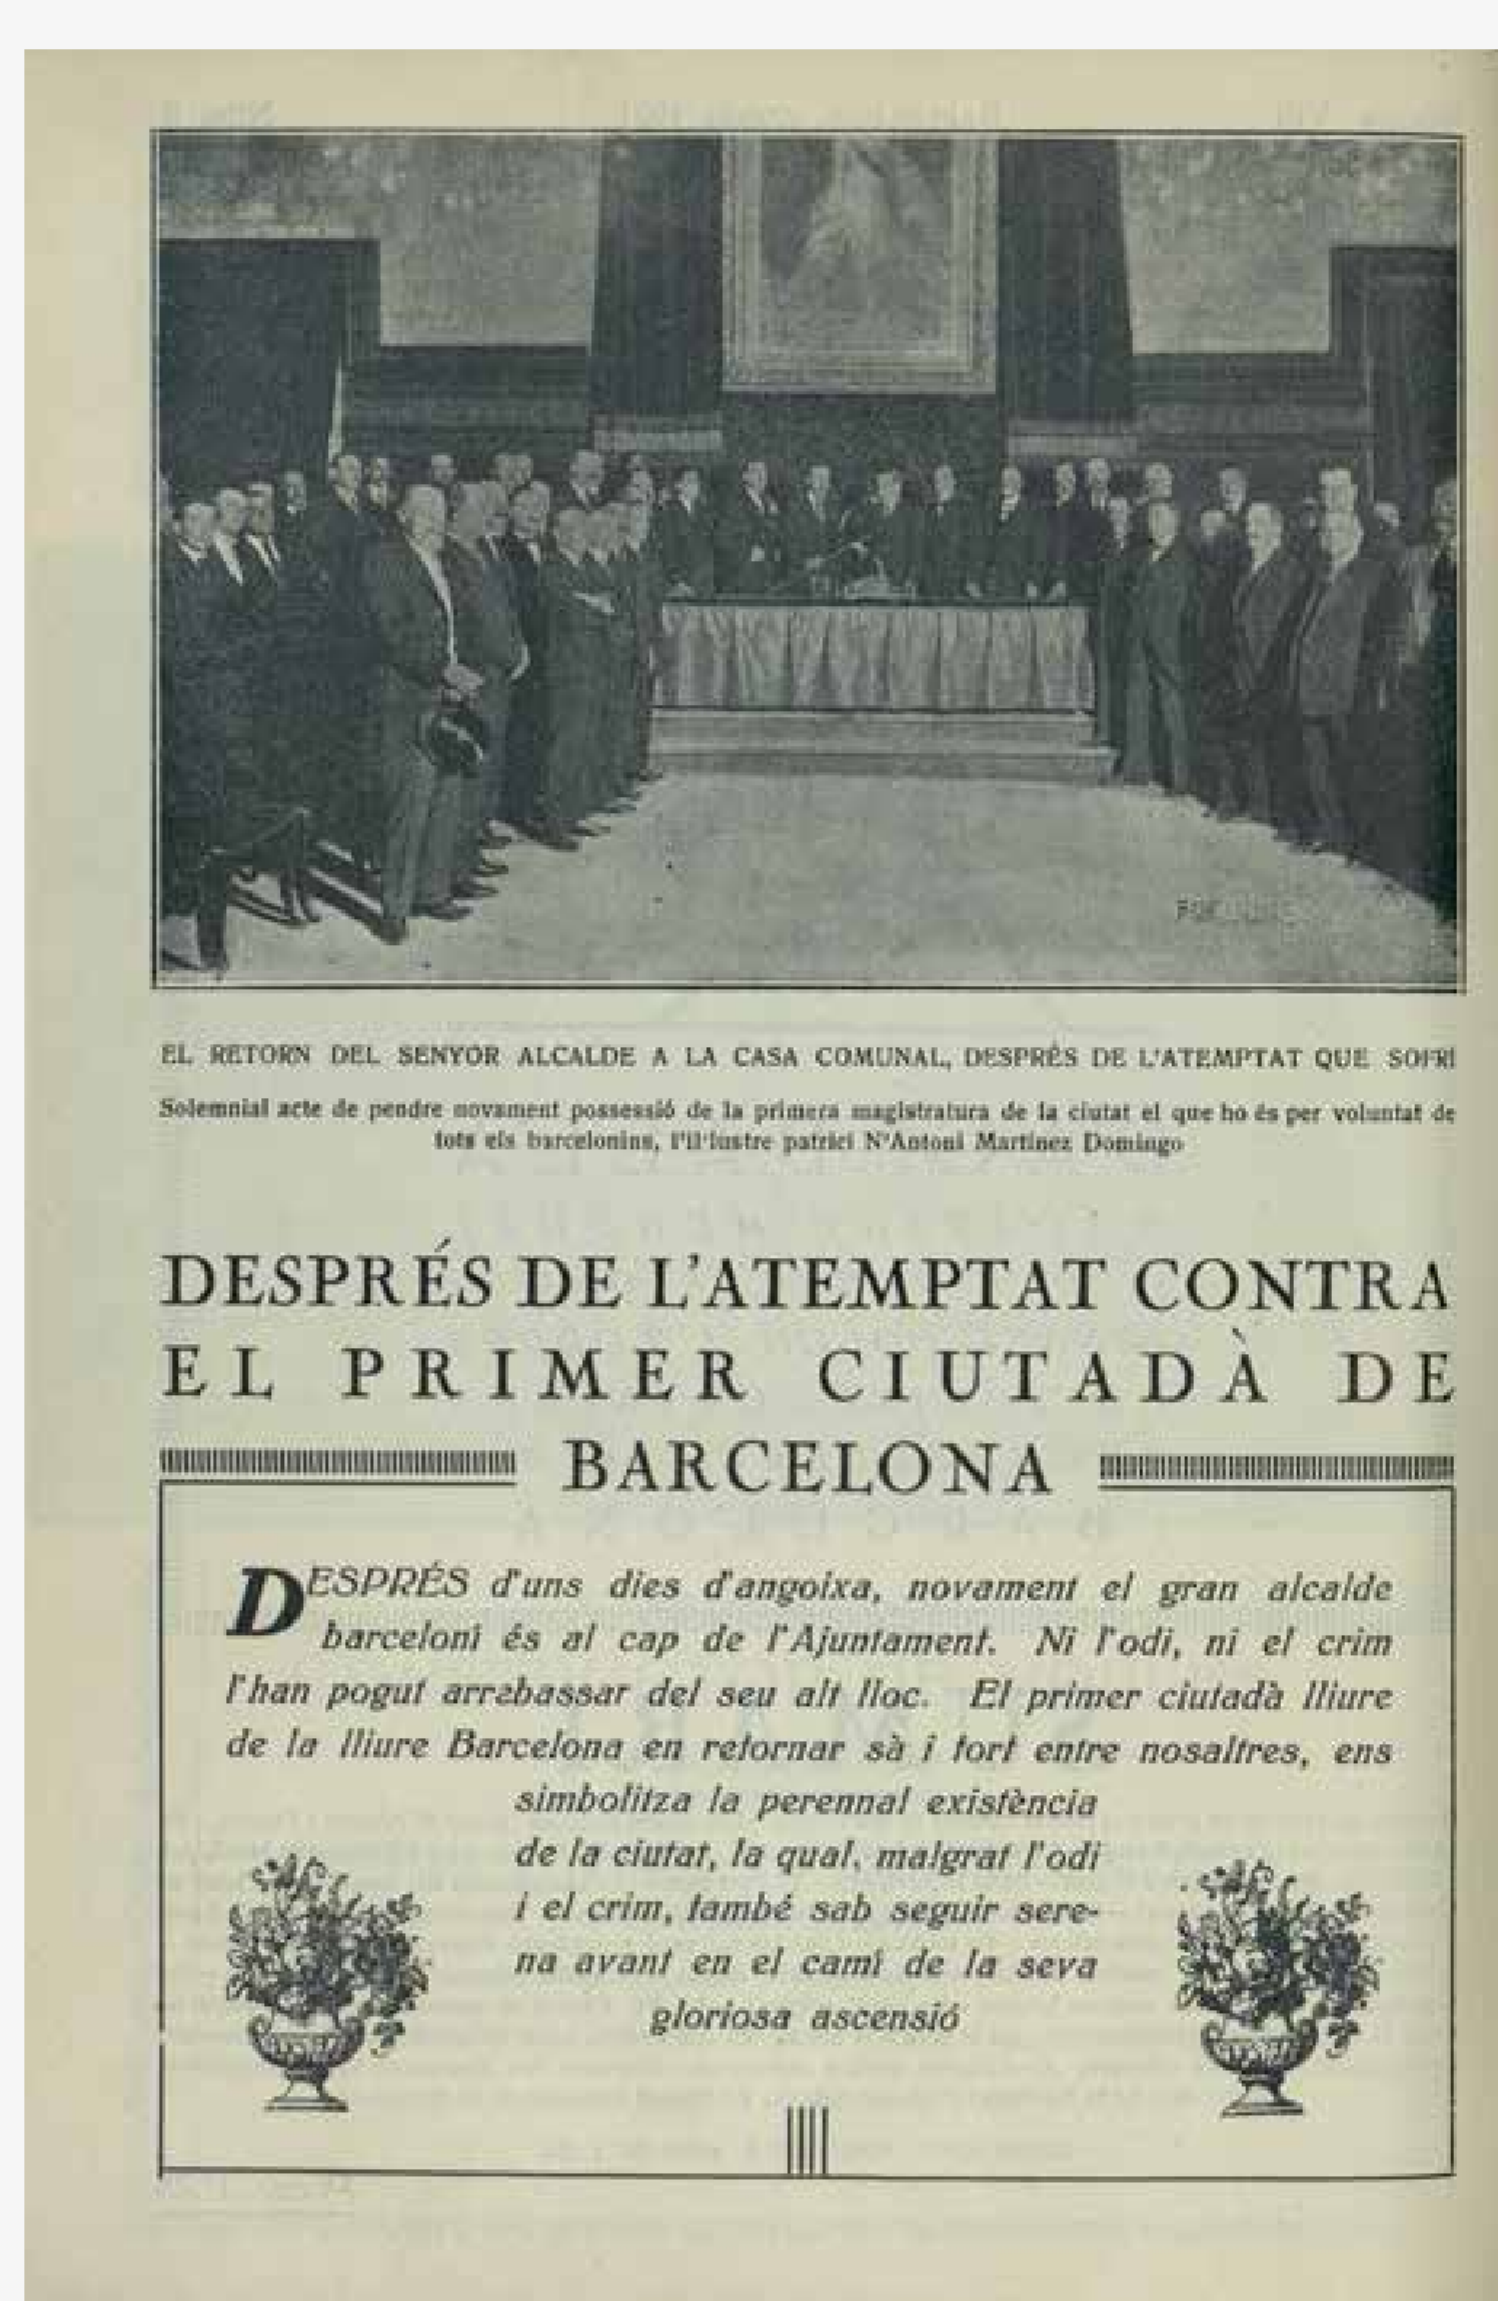 EL RETORN DEL SENYOR ALCALDE A LA CASA COMUNAL, DESPRÉS DE L'ATEMPTAT QUE SOFRÍ
Solemnial acte de pendre novament possessió de la primera magistratura de la ciutat el que ho és per voluntat de
tots els barcelonins, l'il·lustre patrici N'Antoni Martínez Domingo
DESPRÉS DE L'ATEMPTAT CONTRA
EL PRIMER CIUTADÀ DE
BARCELONA
DESPRÉS d'uns dies d'angoixa, novament el gran alcalde
barceloní és al cap de l'Ajuntament. Ni l'odi, ni el crim
l'han pogut arrebassar del seu alt lloc. El primer ciutadà lliure
de la lliure Barcelona en retornar sà i fort entre nosaltres, ens
simbolitza la perennal existència
de la ciutat, la qual, malgrat l'odi
i el crim, també sab seguir sere-
na avant en el camí de la seva
gloriosa ascensió